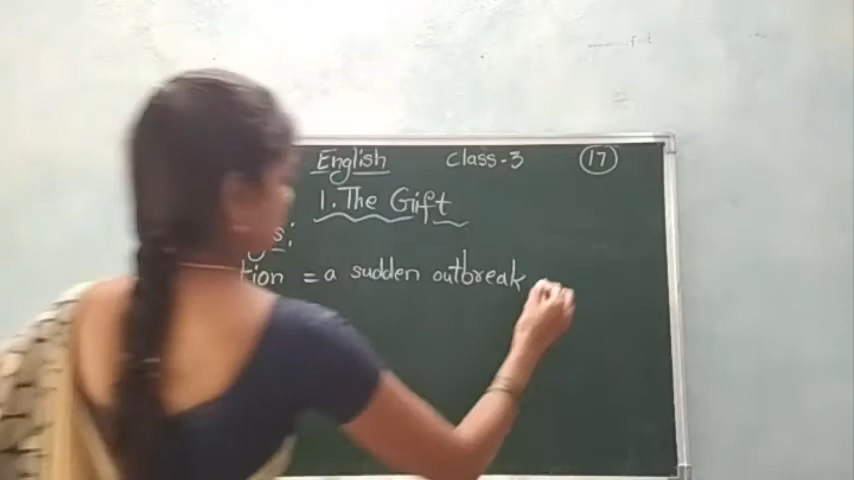 English Class-3 17
1. The Gift
s:
tion = a sudden outbreak